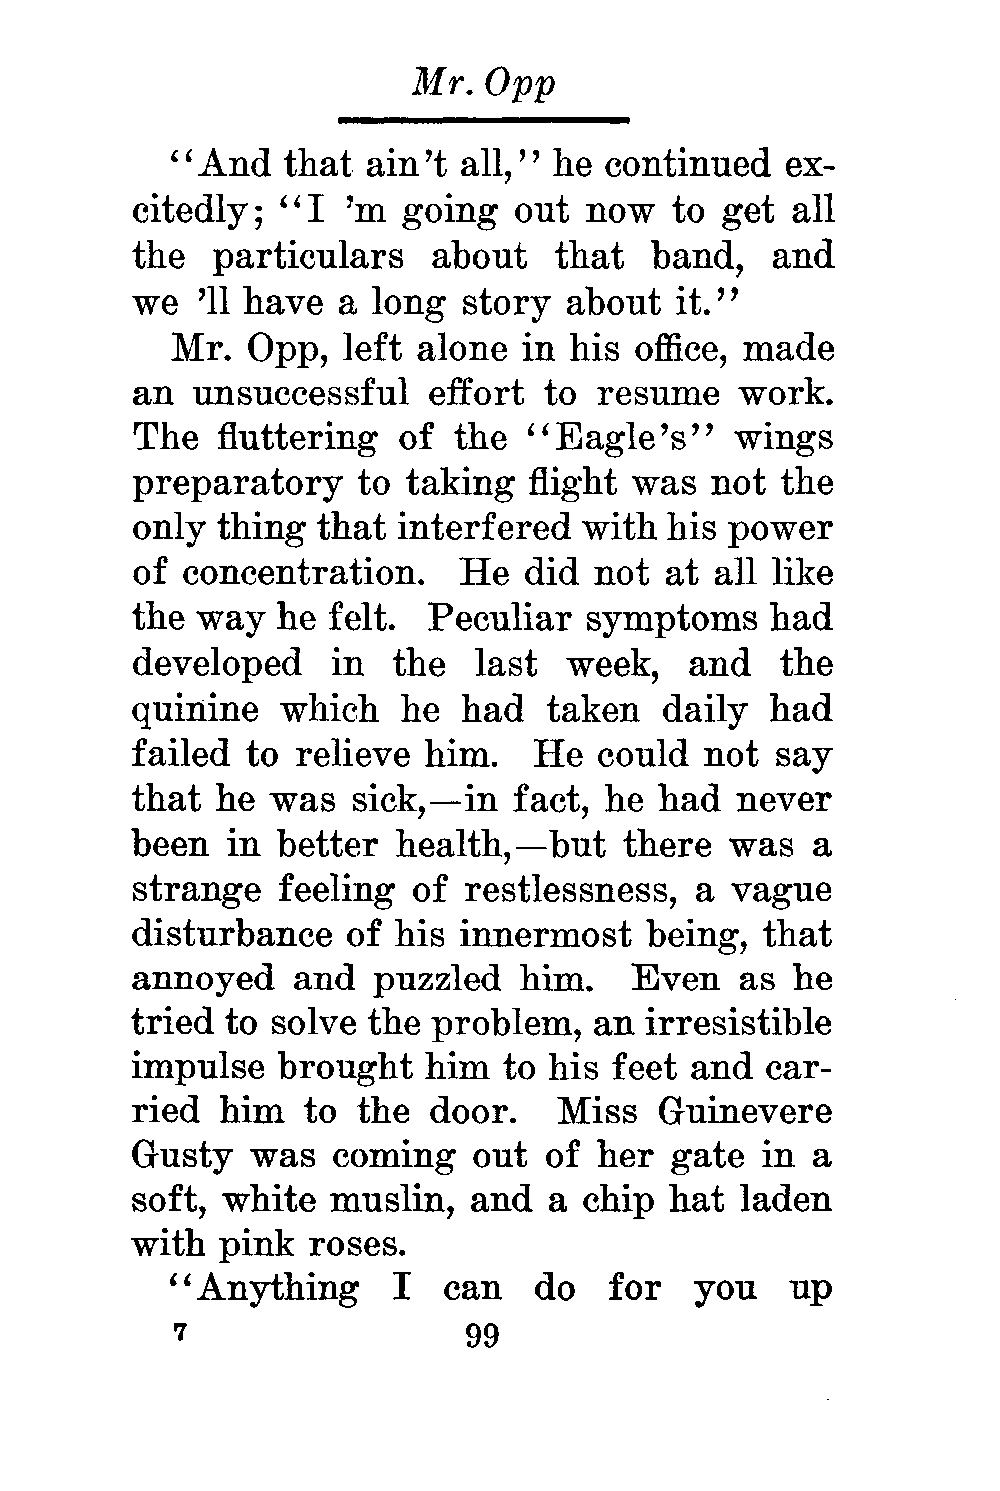 Mr. Opp
“And that ain’t all,” he continued ex-
citedly; “I ’m going out now to get all
the particulars about that band, and
we ’ll have a long story about it.”
Mr. Opp, left alone in his office, made
an unsuccessful effort to resume work.
The fluttering of the “Eagle’s” wings
preparatory to taking flight was not the
only thing that interfered with his power
of concentration. He did not at all like
the way he felt. Peculiar symptoms had
developed in the last week, and the
quinine which he had taken daily had
failed to relieve him. He could not say
that he was sick,—in fact, he had never
been in better health,—but there was a
strange feeling of restlessness, a vague
disturbance of his innermost being, that
annoyed and puzzled him. Even as he
tried to solve the problem, an irresistible
impulse brought him to his feet and car-
ried him to the door. Miss Guinevere
Gusty was coming out of her gate in a
soft, white muslin, and a chip hat laden
with pink roses.
“Anything I can do for you up
7 99